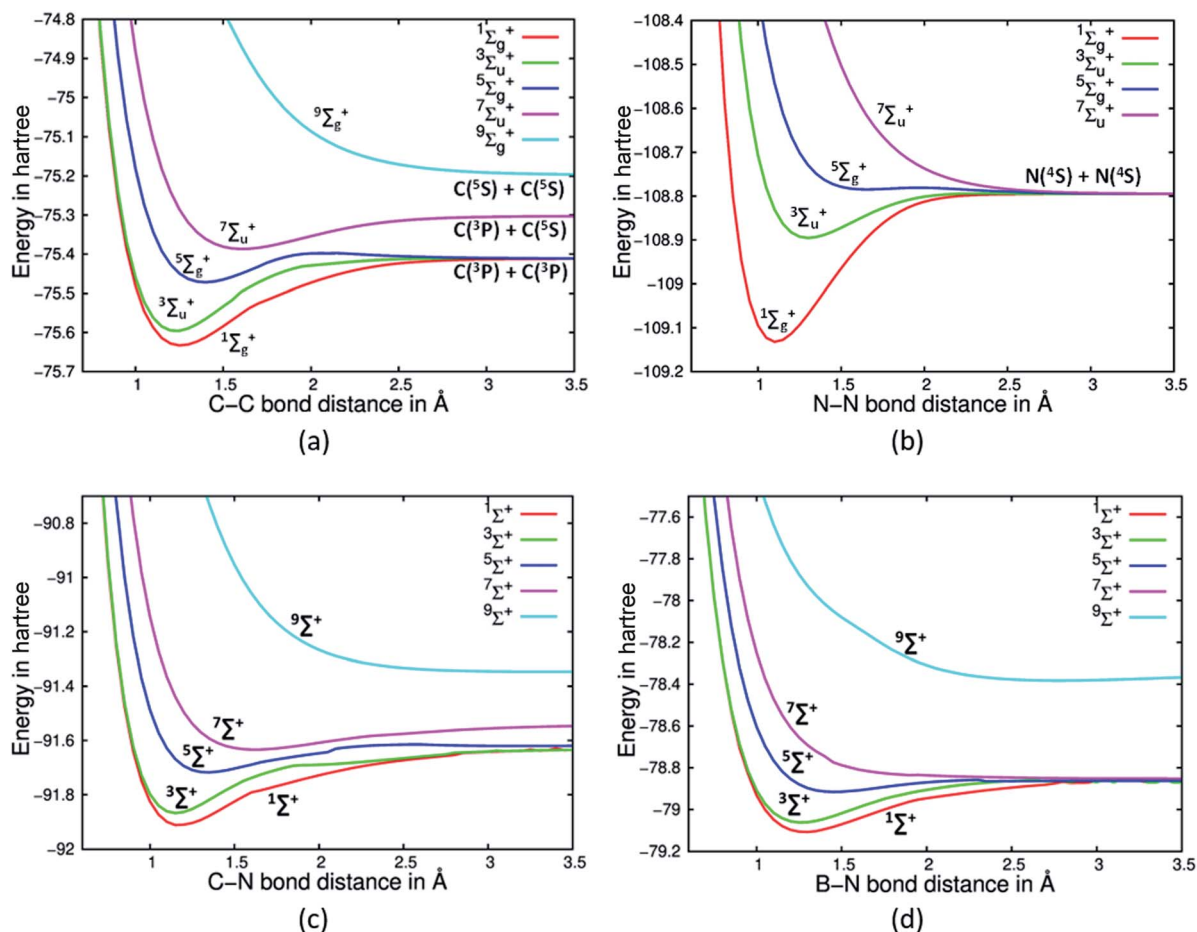 Energy in hartree
−74.8
−74.9
−75
−75.1
−75.2
−75.3
−75.4
−75.5
−75.6
−75.7
¹Σg⁺
³Σu⁺
⁵Σg⁺
⁷Σu⁺
⁹Σg⁺
⁹Σg⁺
C(⁵S) + C(⁵S)
⁷Σu⁺
C(³P) + C(⁵S)
⁵Σg⁺
C(³P) + C(³P)
³Σu⁺
¹Σg⁺
1 1.5 2 2.5 3 3.5
C−C bond distance in Å
(a)
Energy in hartree
−108.4
−108.5
−108.6
−108.7
−108.8
−108.9
−109
−109.1
−109.2
¹Σg⁺
³Σu⁺
⁵Σg⁺
⁷Σu⁺
⁷Σu⁺
⁵Σg⁺
N(⁴S) + N(⁴S)
³Σu⁺
¹Σg⁺
1 1.5 2 2.5 3 3.5
N−N bond distance in Å
(b)
Energy in hartree
−90.8
−91
−91.2
−91.4
−91.6
−91.8
−92
¹Σ⁺
³Σ⁺
⁵Σ⁺
⁷Σ⁺
⁹Σ⁺
⁹Σ⁺
⁷Σ⁺
⁵Σ⁺
³Σ⁺
¹Σ⁺
1 1.5 2 2.5 3 3.5
C−N bond distance in Å
(c)
Energy in hartree
−77.6
−77.8
−78
−78.2
−78.4
−78.6
−78.8
−79
−79.2
¹Σ⁺
³Σ⁺
⁵Σ⁺
⁷Σ⁺
⁹Σ⁺
⁹Σ⁺
⁷Σ⁺
⁵Σ⁺
³Σ⁺
¹Σ⁺
1 1.5 2 2.5 3 3.5
B−N bond distance in Å
(d)